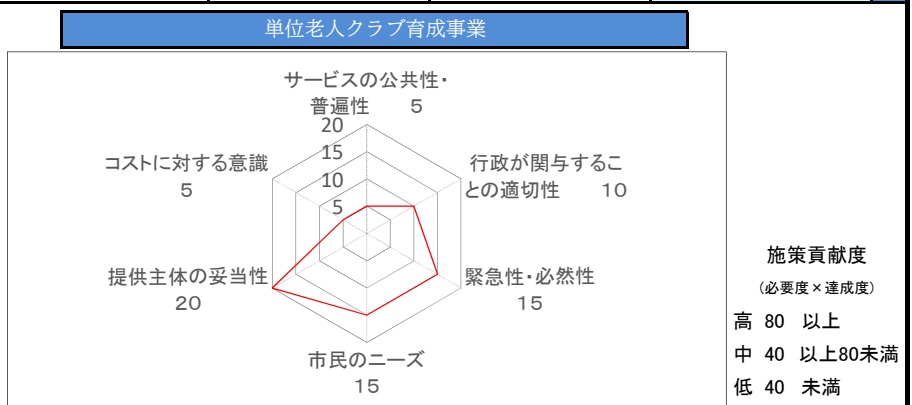 単位老人クラブ育成事業
サービスの公共性・
普遍性 5
20
15
10
5
コストに対する意識
5
行政が関与するこ
との適切性 10
提供主体の妥当性
20
緊急性・必然性
15
市民のニーズ
15
施策貢献度
（必要度×達成度）
高 80 以上
中 40 以上80未満
低 40 未満